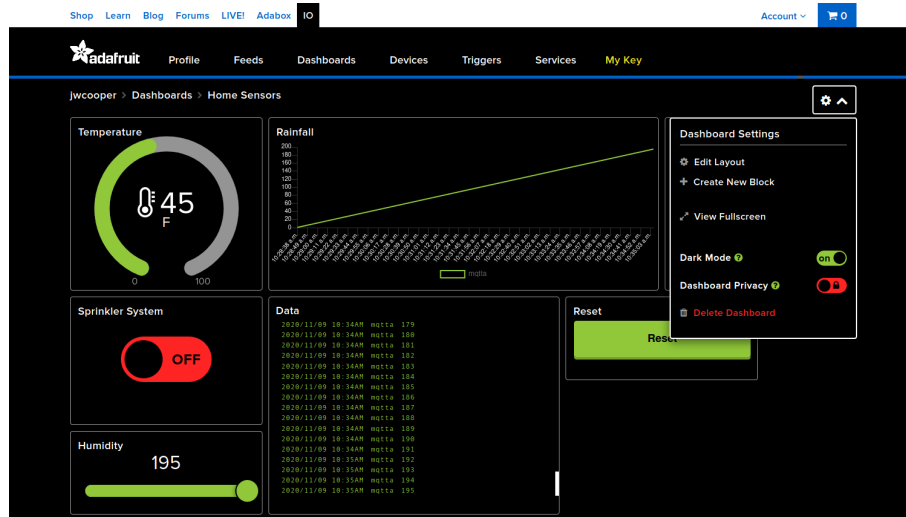 Shop Learn Blog Forums LIVE! Adabox IO Account 0
adafruit Profile Feeds Dashboards Devices Triggers Services My Key
jwcooper > Dashboards > Home Sensors
Temperature
45
F
0 100
Rainfall
200
180
160
140
120
100
80
60
40
20
0
mqtta
Dashboard Settings
Edit Layout
Create New Block
View Fullscreen
Dark Mode on
Dashboard Privacy
Delete Dashboard
Sprinkler System
OFF
Data
2020/11/09 10:34AM mqtta 179
2020/11/09 10:34AM mqtta 180
2020/11/09 10:34AM mqtta 181
2020/11/09 10:34AM mqtta 182
2020/11/09 10:34AM mqtta 183
2020/11/09 10:34AM mqtta 184
2020/11/09 10:34AM mqtta 185
2020/11/09 10:34AM mqtta 186
2020/11/09 10:34AM mqtta 187
2020/11/09 10:34AM mqtta 188
2020/11/09 10:34AM mqtta 189
2020/11/09 10:34AM mqtta 190
2020/11/09 10:34AM mqtta 191
2020/11/09 10:35AM mqtta 192
2020/11/09 10:35AM mqtta 193
2020/11/09 10:35AM mqtta 194
2020/11/09 10:35AM mqtta 195
Reset
Reset
Humidity
195